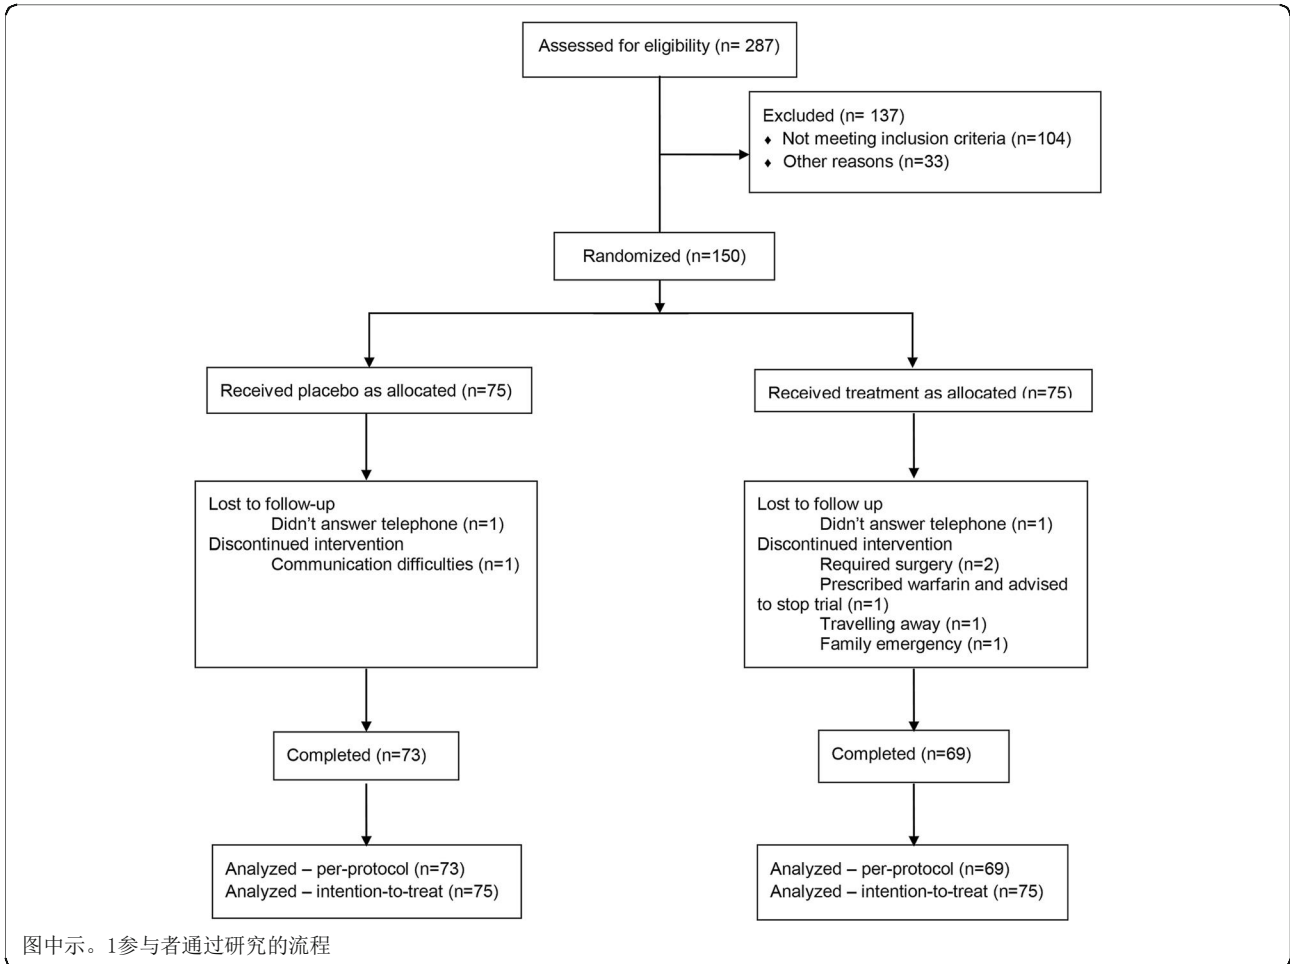 Assessed for eligibility (n= 287)
Excluded (n= 137)
♦ Not meeting inclusion criteria (n=104)
♦ Other reasons (n=33)
Randomized (n=150)
Received placebo as allocated (n=75)
Received treatment as allocated (n=75)
Lost to follow-up
Didn't answer telephone (n=1)
Discontinued intervention
Communication difficulties (n=1)
Lost to follow up
Didn't answer telephone (n=1)
Discontinued intervention
Required surgery (n=2)
Prescribed warfarin and advised
to stop trial (n=1)
Travelling away (n=1)
Family emergency (n=1)
Completed (n=73)
Completed (n=69)
Analyzed – per-protocol (n=73)
Analyzed – intention-to-treat (n=75)
Analyzed – per-protocol (n=69)
Analyzed – intention-to-treat (n=75)
图中示。1参与者通过研究的流程